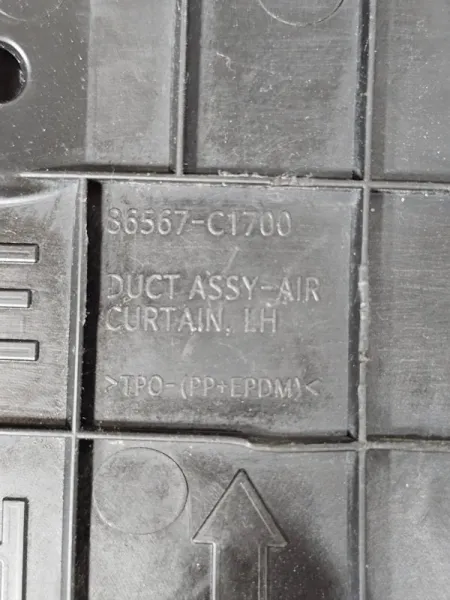 86567-C1700
DUCT ASSY-AIR
CURTAIN, LH
>TPO-(PP+EPDM)<